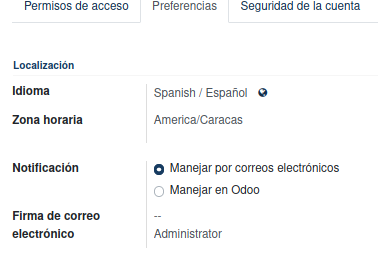 Permisos de acceso Preferencias Seguridad de la cuenta
Localización
Idioma Spanish / Español
Zona horaria America/Caracas
Notificación Manejar por correos electrónicos
Manejar en Odoo
Firma de correo --
electrónico Administrator